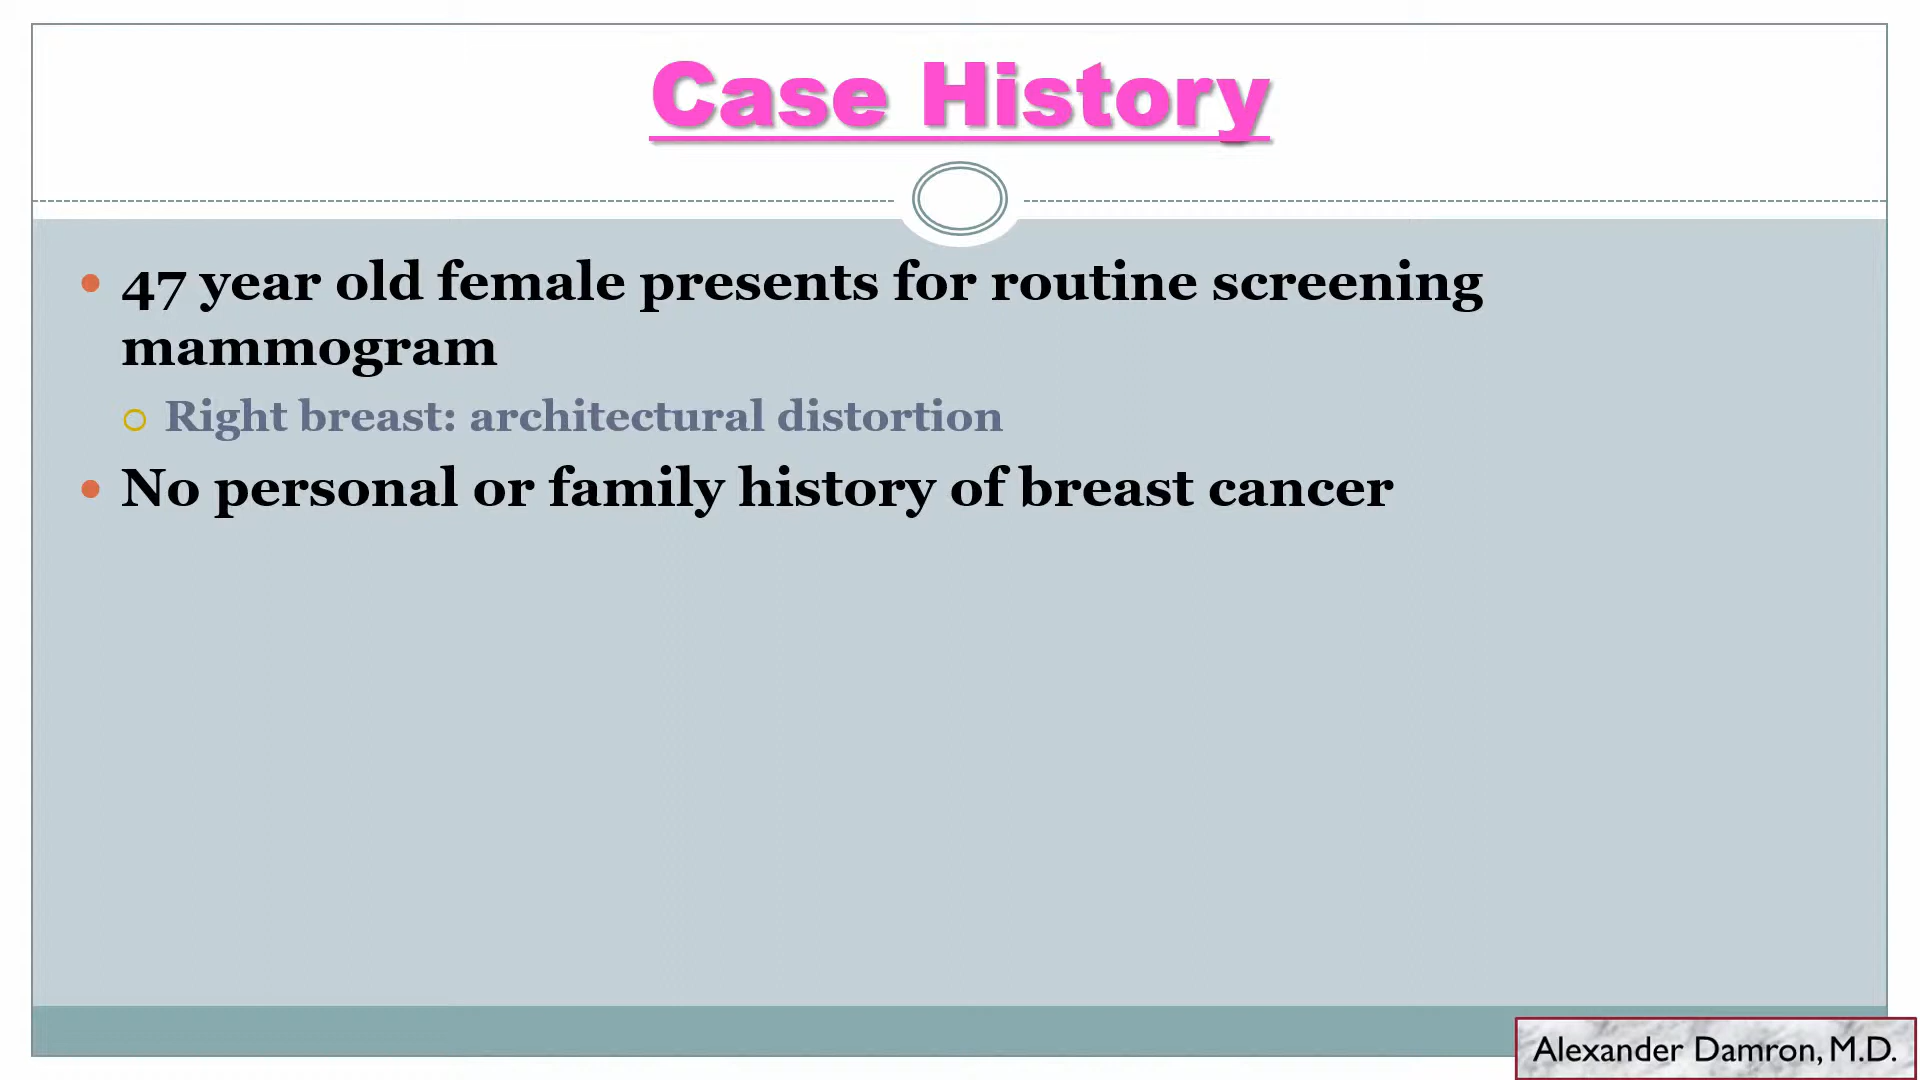 Case History
47 year old female presents for routine screening
mammogram
Right breast: architectural distortion
No personal or family history of breast cancer
Alexander Damron, M.D.